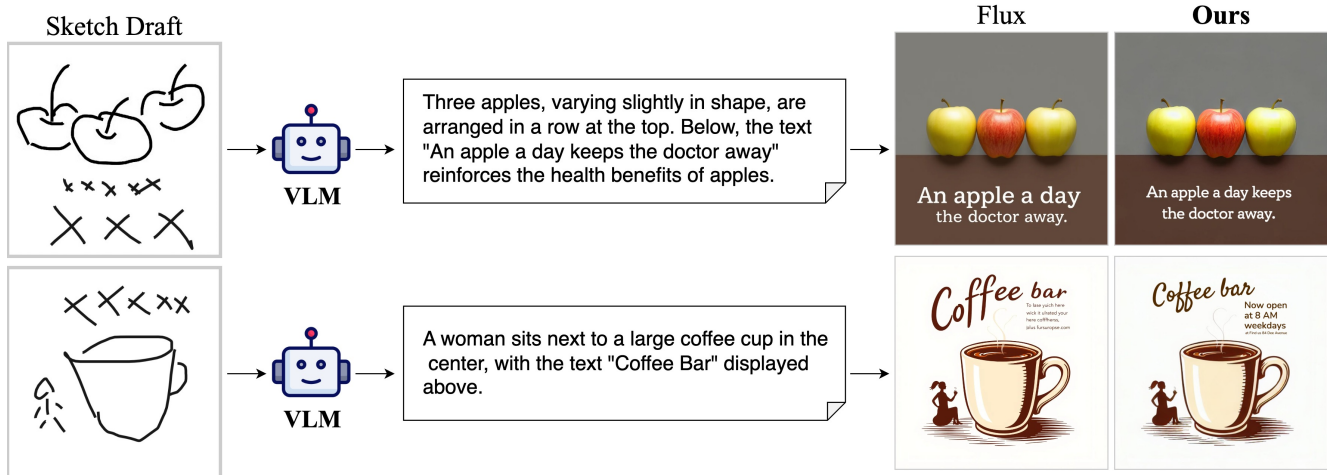 Sketch Draft
Flux
Ours
VLM
Three apples, varying slightly in shape, are
arranged in a row at the top. Below, the text
"An apple a day keeps the doctor away"
reinforces the health benefits of apples.
An apple a day
the doctor away.
An apple a day keeps
the doctor away.
VLM
A woman sits next to a large coffee cup in the
center, with the text "Coffee Bar" displayed
above.
Coffee bar
Coffee bar
Now open
at 8 AM
weekdays